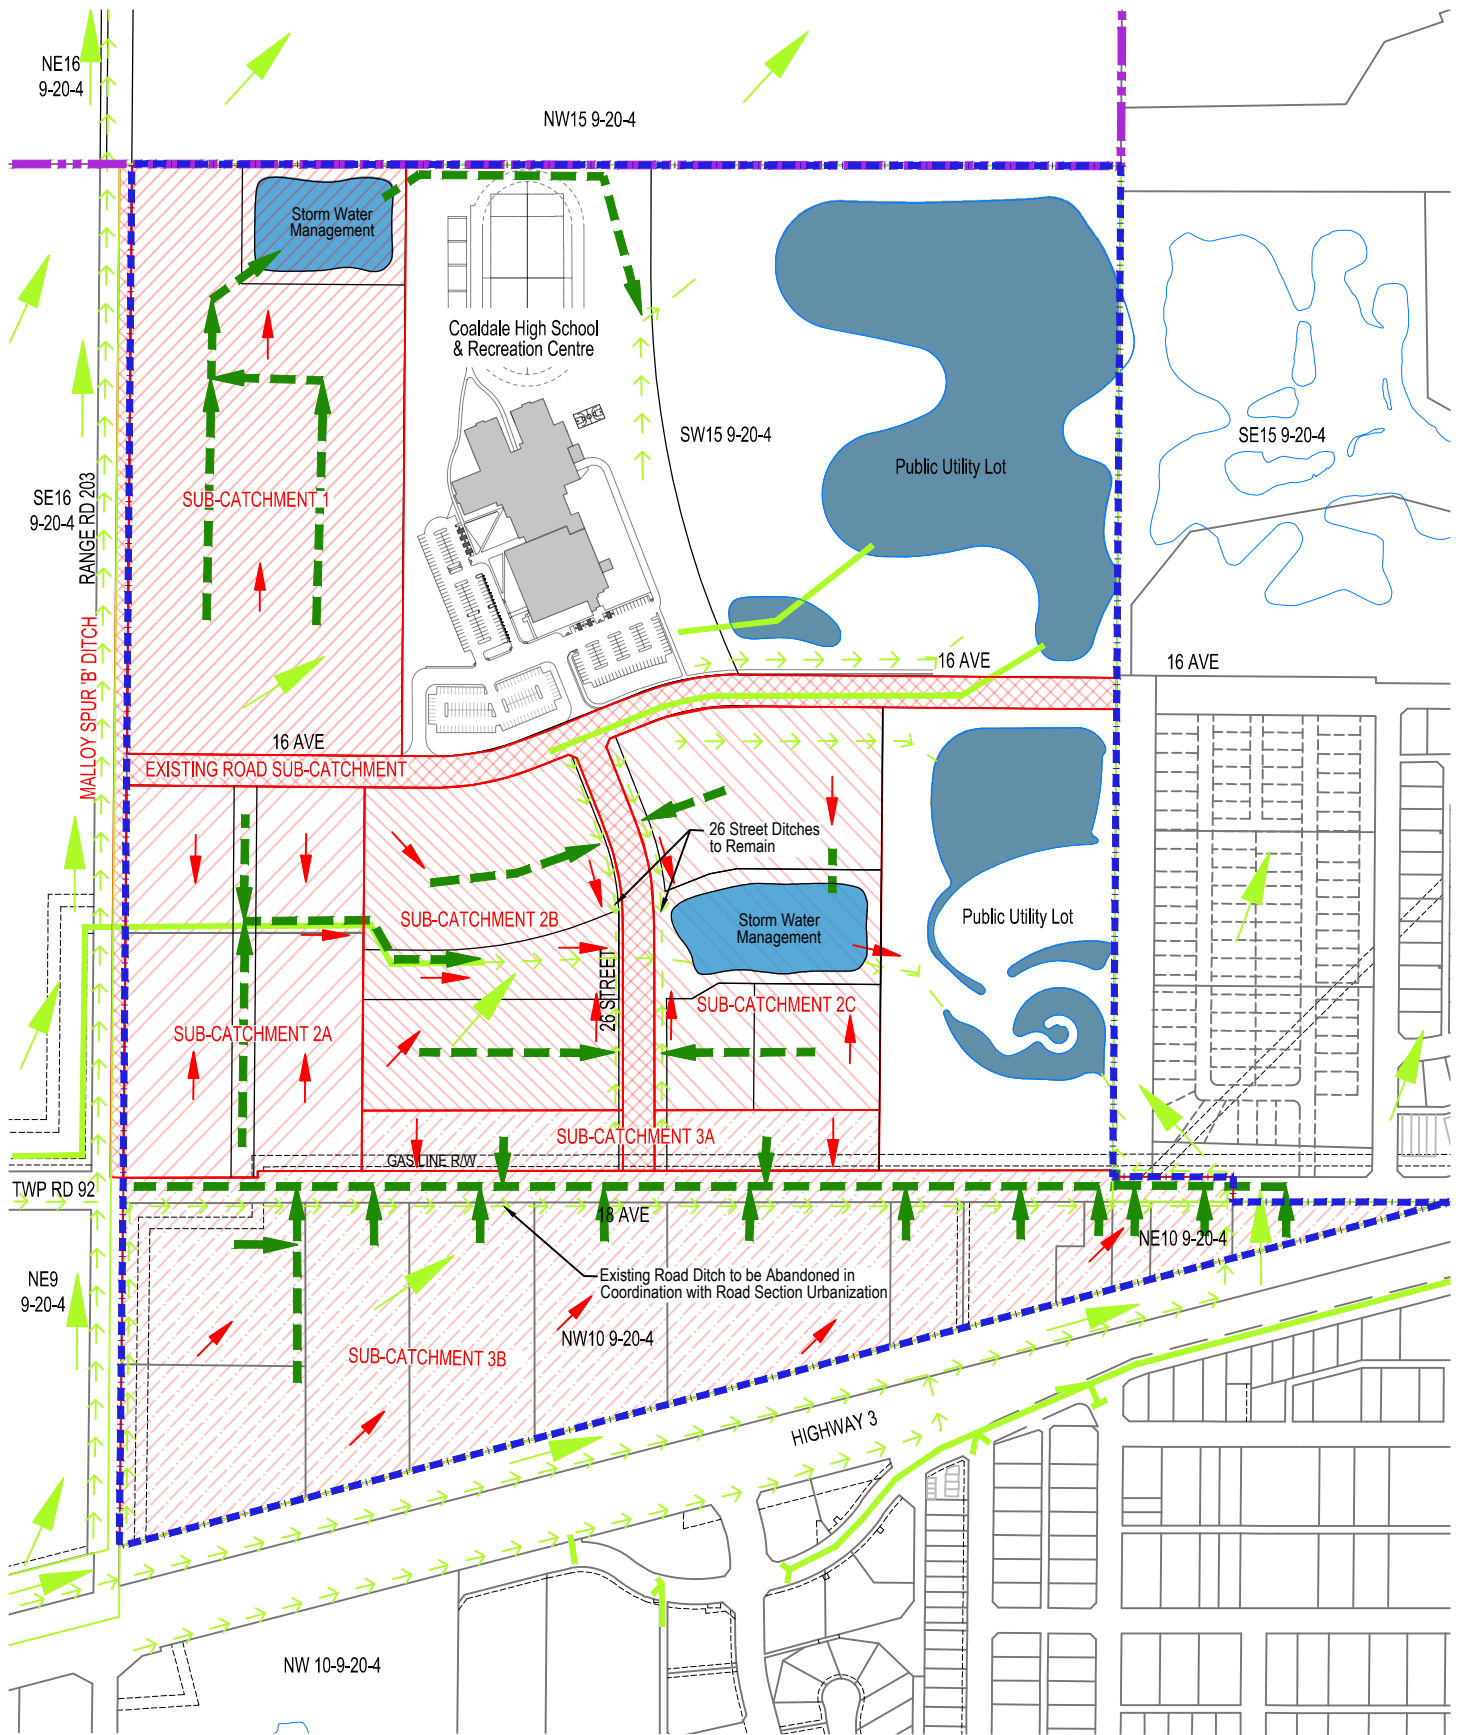 NE16
9-20-4
NW15 9-20-4
Storm Water
Management
Coaldale High School
& Recreation Centre
SW15 9-20-4
SE15 9-20-4
Public Utility Lot
SUB-CATCHMENT 1
SE16
9-20-4
RANGE RD 203
MALLOY SPUR 'B' DITCH
16 AVE
16 AVE
16 AVE
EXISTING ROAD SUB-CATCHMENT
26 Street Ditches
to Remain
SUB-CATCHMENT 2B
Storm Water
Management
Public Utility Lot
26 STREET
SUB-CATCHMENT 2C
SUB-CATCHMENT 2A
SUB-CATCHMENT 3A
GAS LINE R/W
TWP RD 92
18 AVE
NE10 9-20-4
NE9
9-20-4
Existing Road Ditch to be Abandoned in
Coordination with Road Section Urbanization
NW10 9-20-4
SUB-CATCHMENT 3B
HIGHWAY 3
NW 10-9-20-4